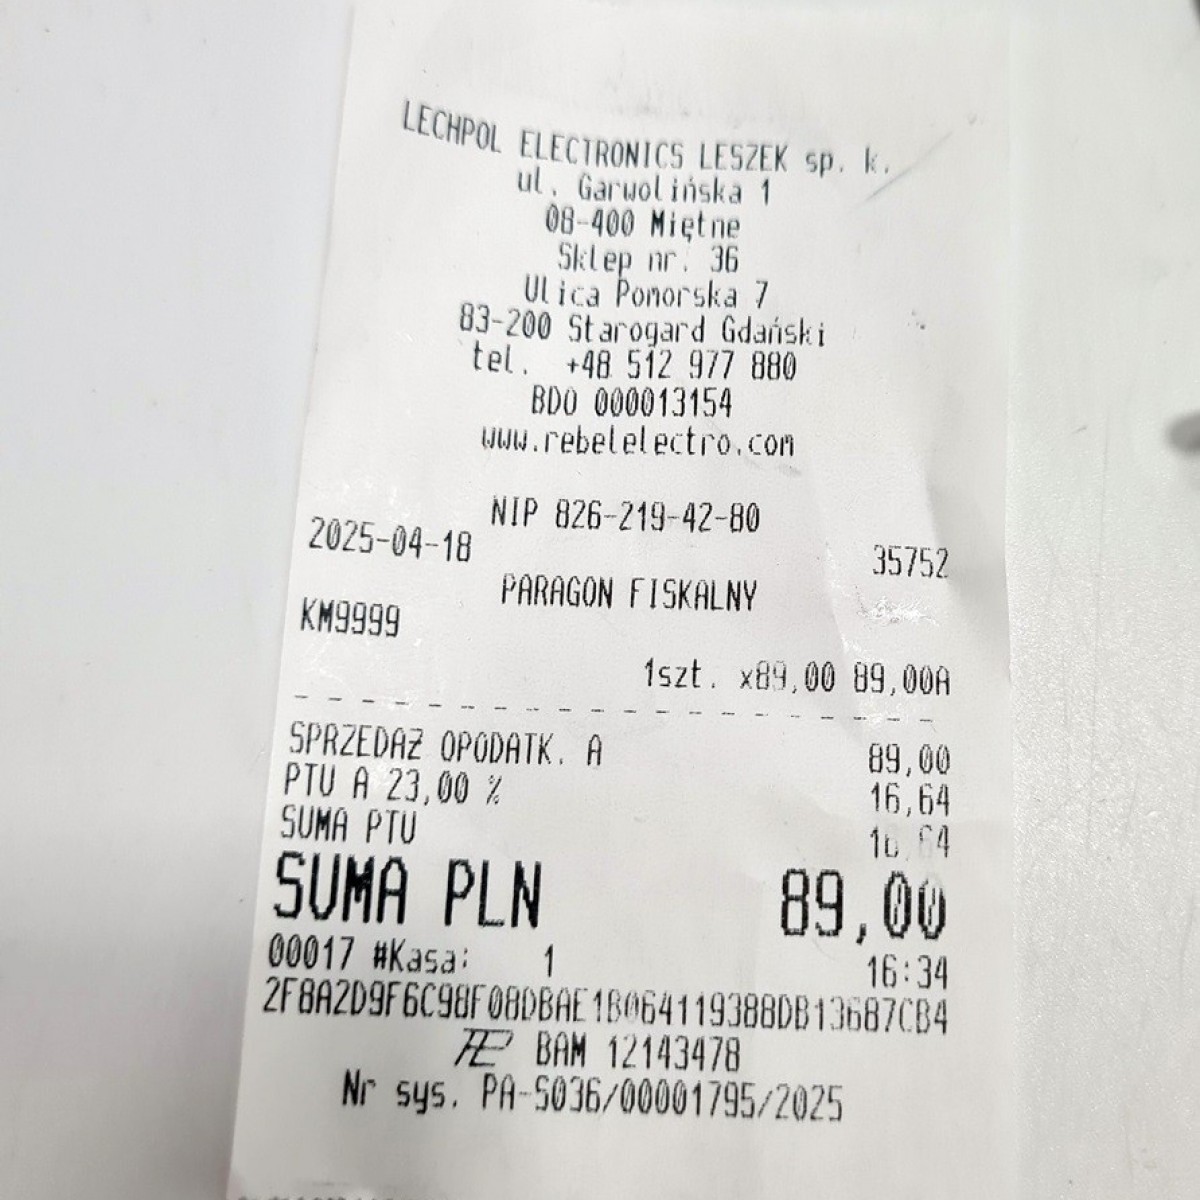 LECHPOL ELECTRONICS LESZEK sp. k.
ul. Garwolińska 1
08-400 Miętne
Sklep nr. 36
Ulica Pomorska 7
83-200 Starogard Gdański
tel. +48 512 977 880
BDO 000013154
www.rebelelectro.com
NIP 826-219-42-80
2025-04-18 35752
PARAGON FISKALNY
KM9999
1szt. x89,00 89,00A
SPRZEDAŻ OPODATK. A 89,00
PTU A 23,00 % 16,64
SUMA PTU 16,64
SUMA PLN 89,00
00017 #Kasa: 1 16:34
2F8A2D9F6C98F08DBAE1B064119388DB13687CB4
BAM 12143478
Nr sys. PA-S036/00001795/2025